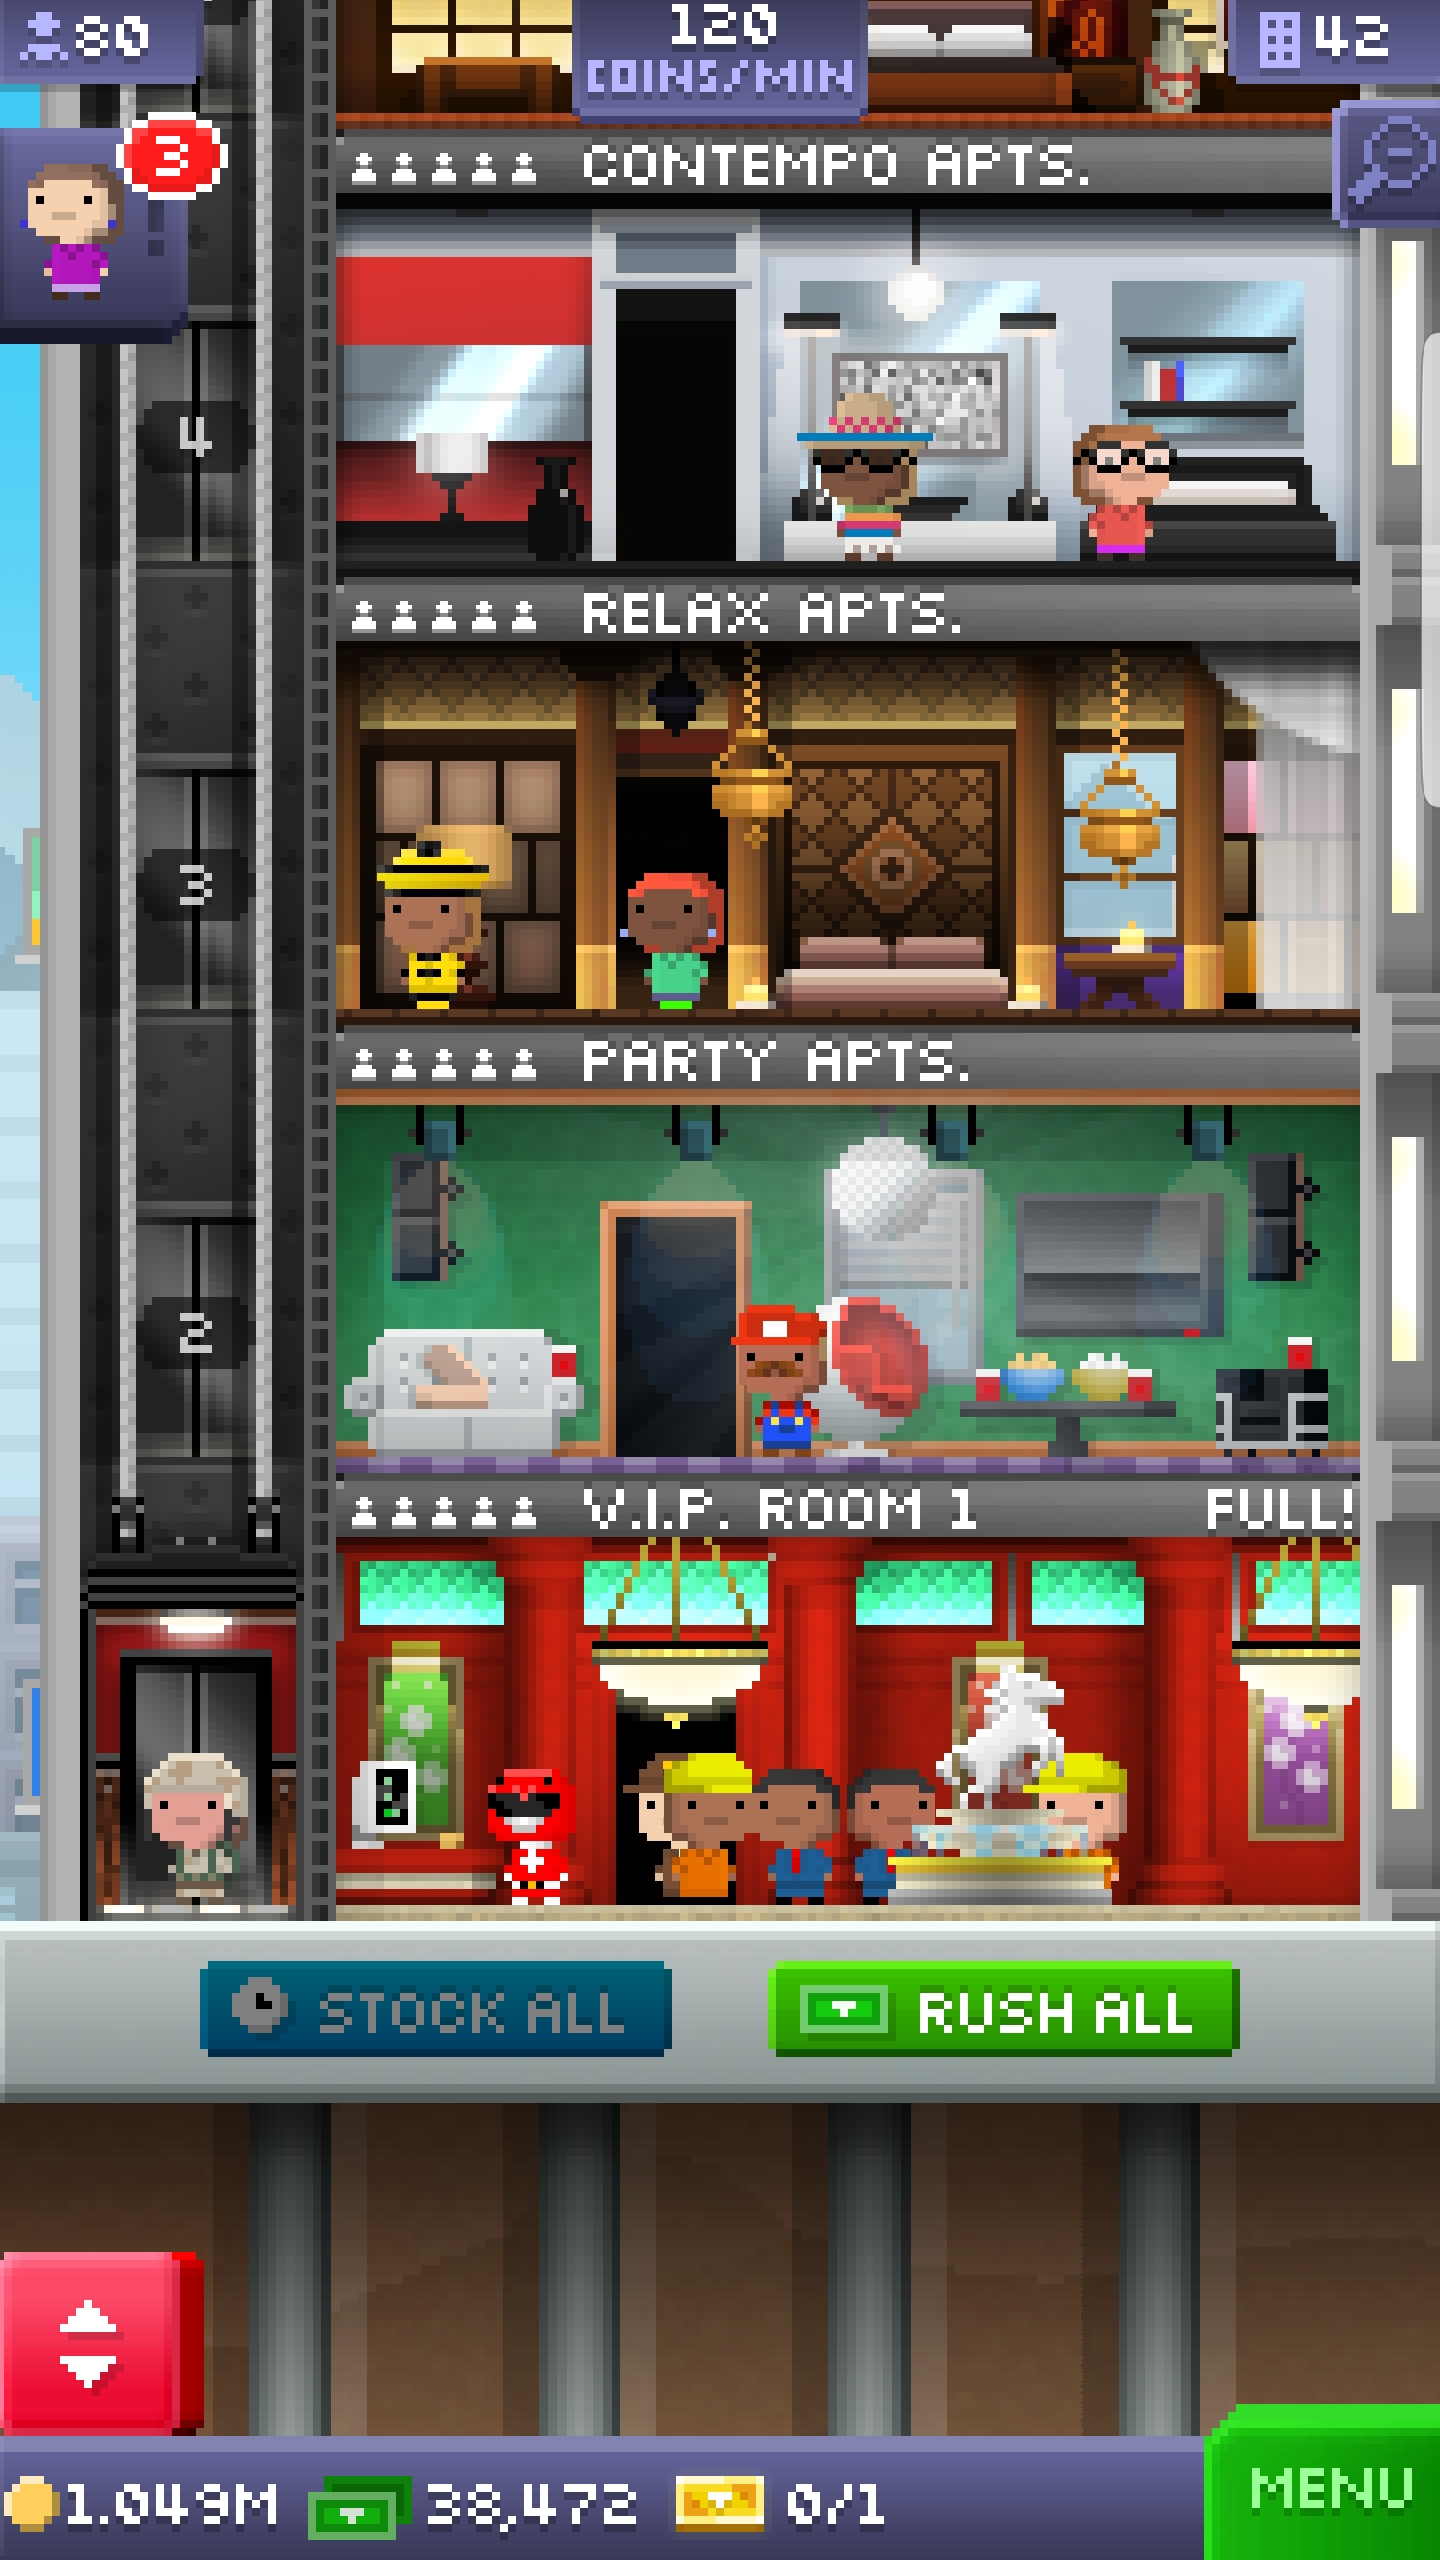 80
120
COINS/MIN
42
3
!
CONTEMPO APTS.
4
RELAX APTS.
3
PARTY APTS.
2
V.I.P. ROOM 1
FULL!
STOCK ALL
RUSH ALL
1.049M
38,472
0/1
MENU